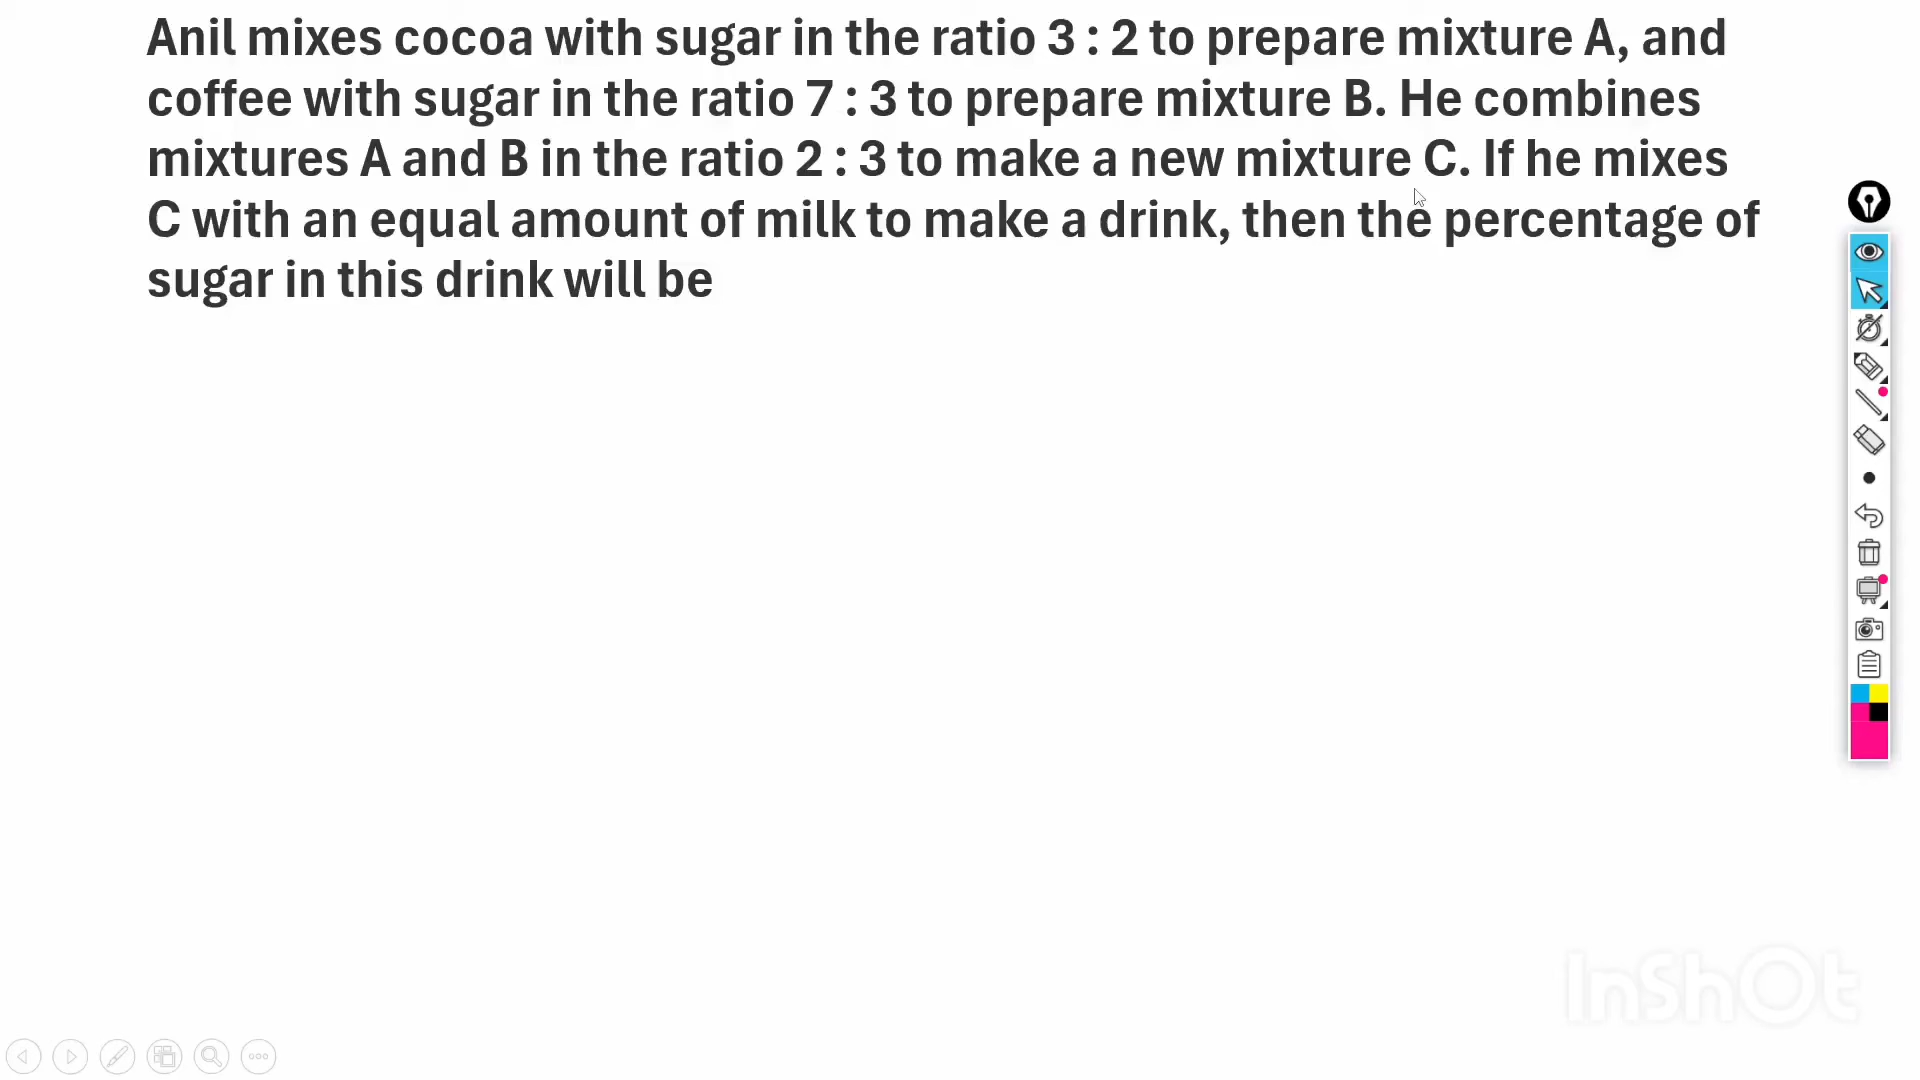 Anil mixes cocoa with sugar in the ratio 3 : 2 to prepare mixture A, and
coffee with sugar in the ratio 7 : 3 to prepare mixture B. He combines
mixtures A and B in the ratio 2 : 3 to make a new mixture C. If he mixes
C with an equal amount of milk to make a drink, then the percentage of
sugar in this drink will be
InShOt